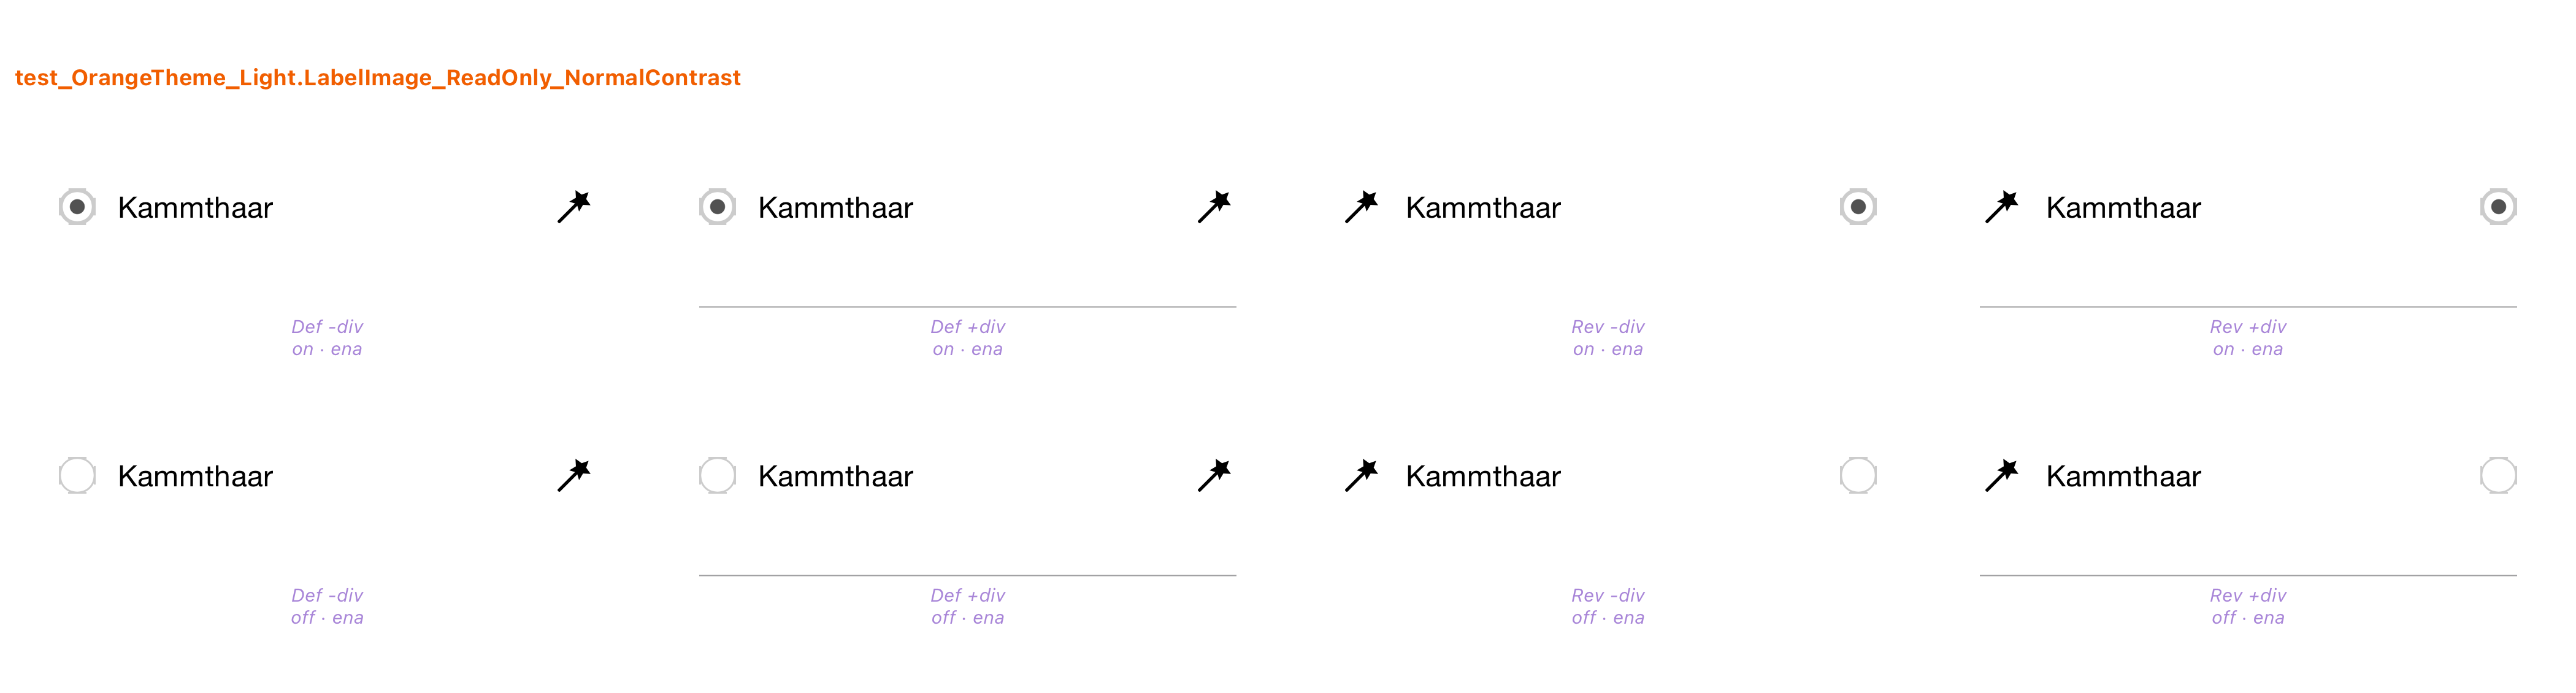 test_OrangeTheme_Light.LabelImage_ReadOnly_NormalContrast
Kammthaar
Kammthaar
Kammthaar
Kammthaar
Def -div
on · ena
Def +div
on · ena
Rev -div
on · ena
Rev +div
on · ena
Kammthaar
Kammthaar
Kammthaar
Kammthaar
Def -div
off · ena
Def +div
off · ena
Rev -div
off · ena
Rev +div
off · ena